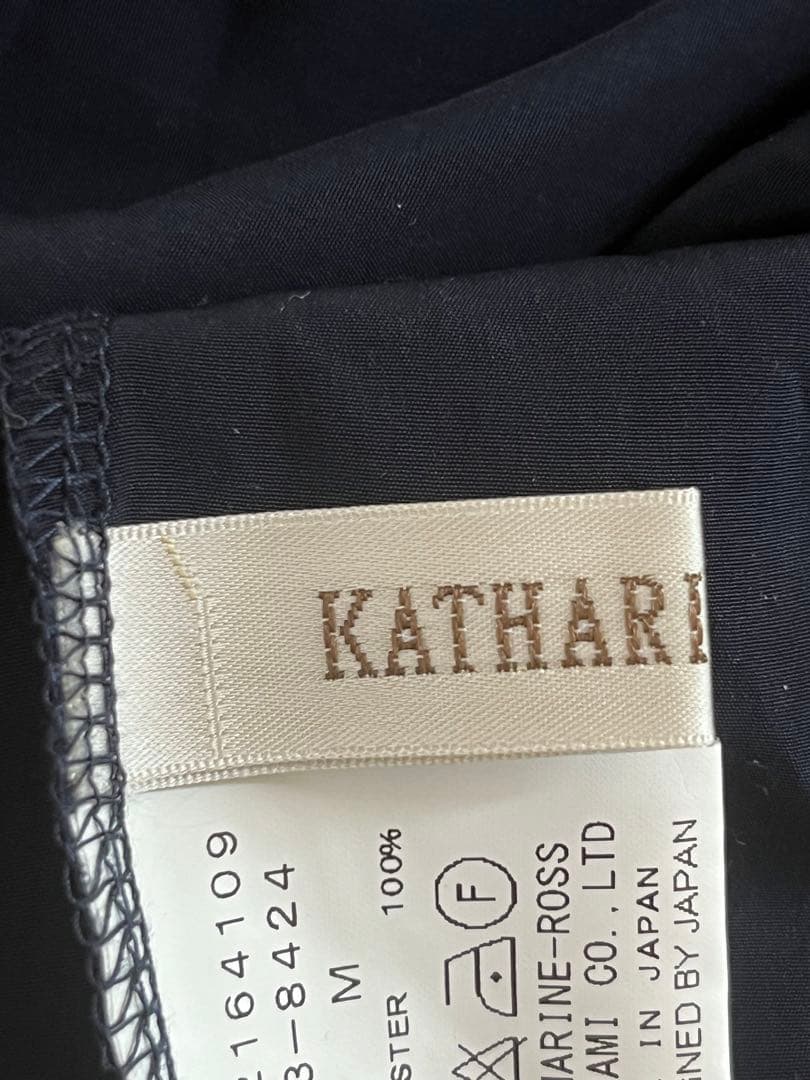 KATHARI
164109
3-8424
M
STER 100%
F
ARINE-ROSS
AMI CO.,LTD
IN JAPAN
NED BY JAPAN